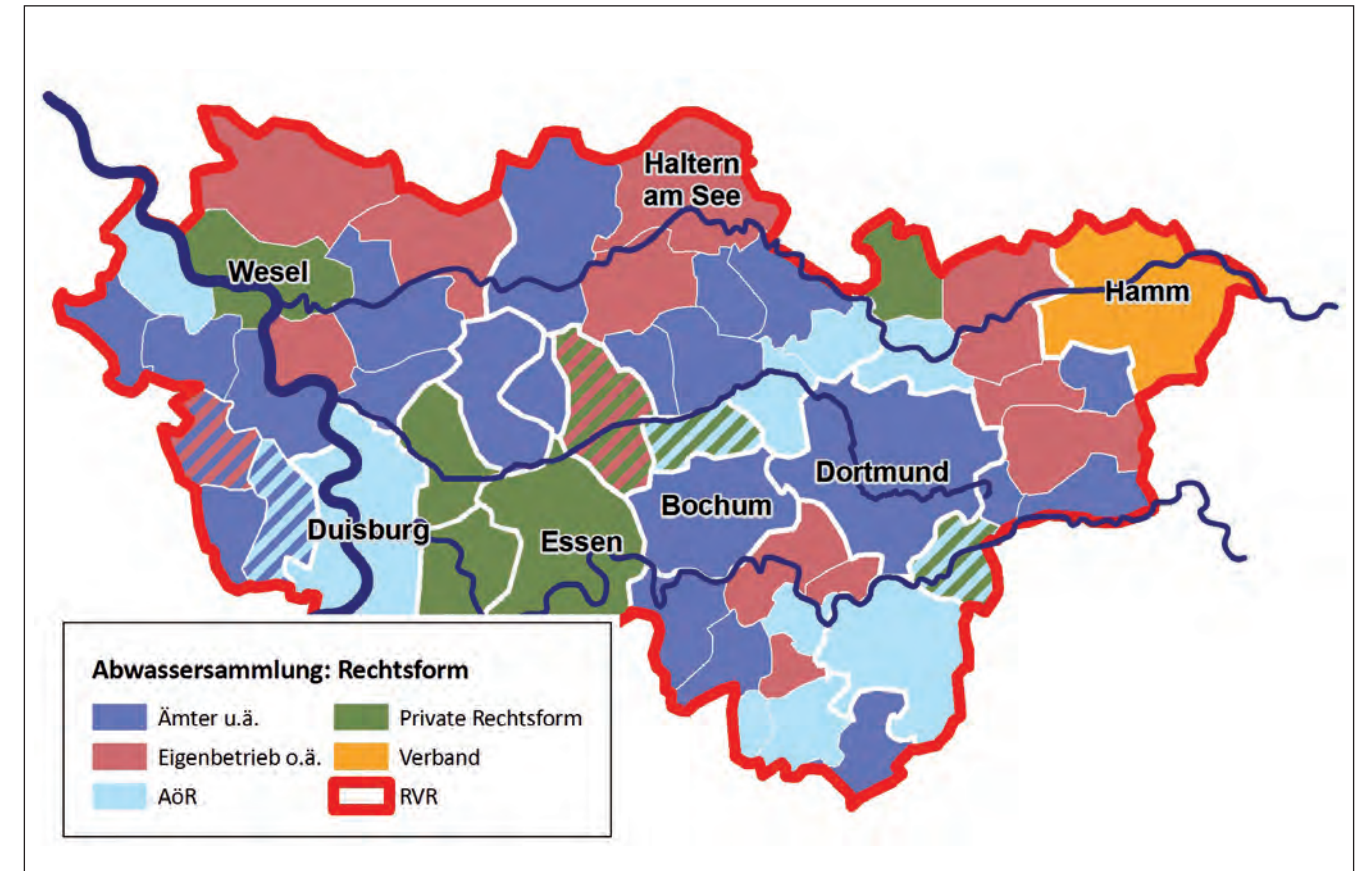 Haltern
am See
Wesel
Hamm
Dortmund
Bochum
Duisburg
Essen
Abwassersammlung: Rechtsform
Ämter u.ä.
Private Rechtsform
Eigenbetrieb o.ä.
Verband
AöR
RVR